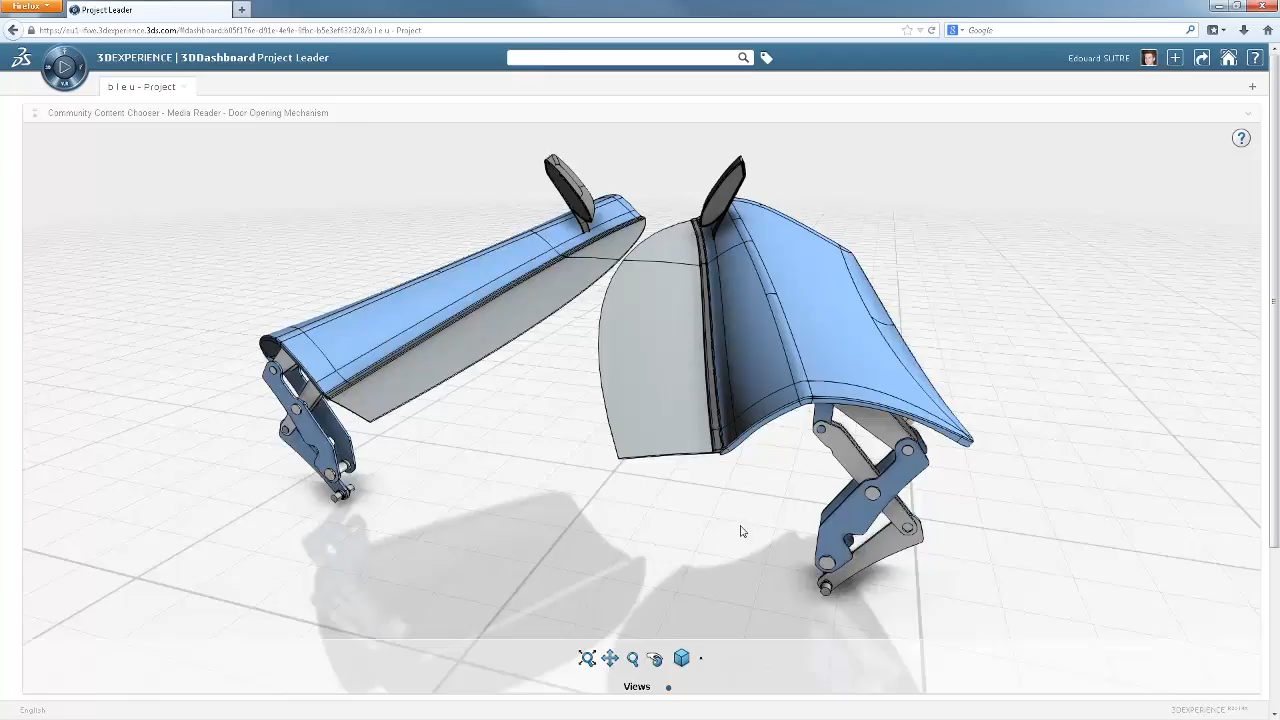 Firefox
Project Leader
3DEXPERIENCE | 3DDashboard Project Leader
Edouard SUTRE
b l e u - Project
Community Content Chooser - Media Reader - Door Opening Mechanism
Google
Views
English
3DEXPERIENCE